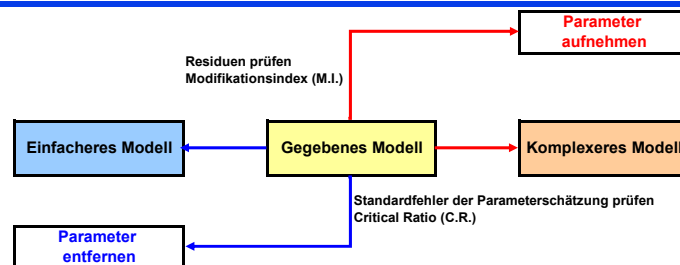 Parameter
aufnehmen
Residuen prüfen
Modifikationsindex (M.I.)
Einfacheres Modell
Gegebenes Modell
Komplexeres Modell
Standardfehler der Parameterschätzung prüfen
Critical Ratio (C.R.)
Parameter
entfernen